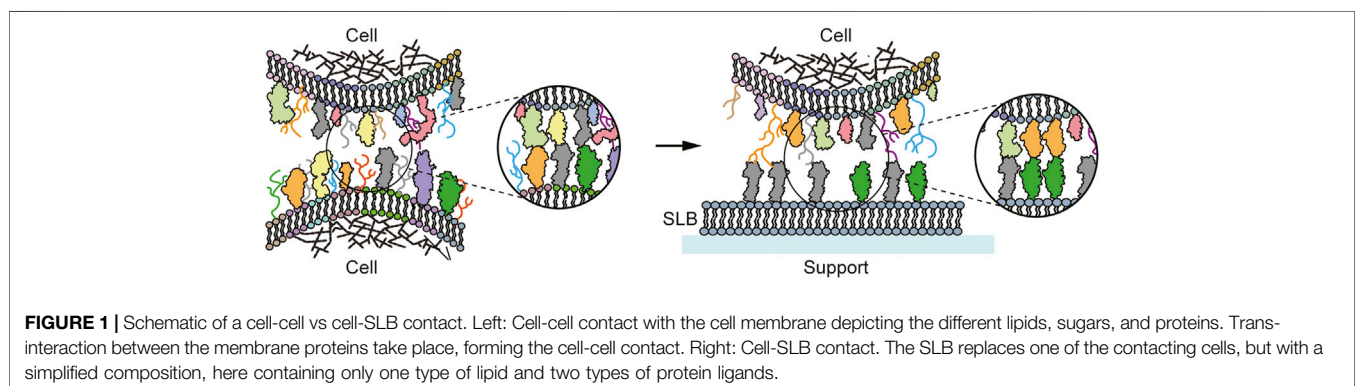 Cell
Cell
SLB
Cell
Support
FIGURE 1 | Schematic of a cell-cell vs cell-SLB contact. Left: Cell-cell contact with the cell membrane depicting the different lipids, sugars, and proteins. Trans-
interaction between the membrane proteins take place, forming the cell-cell contact. Right: Cell-SLB contact. The SLB replaces one of the contacting cells, but with a
simplified composition, here containing only one type of lipid and two types of protein ligands.